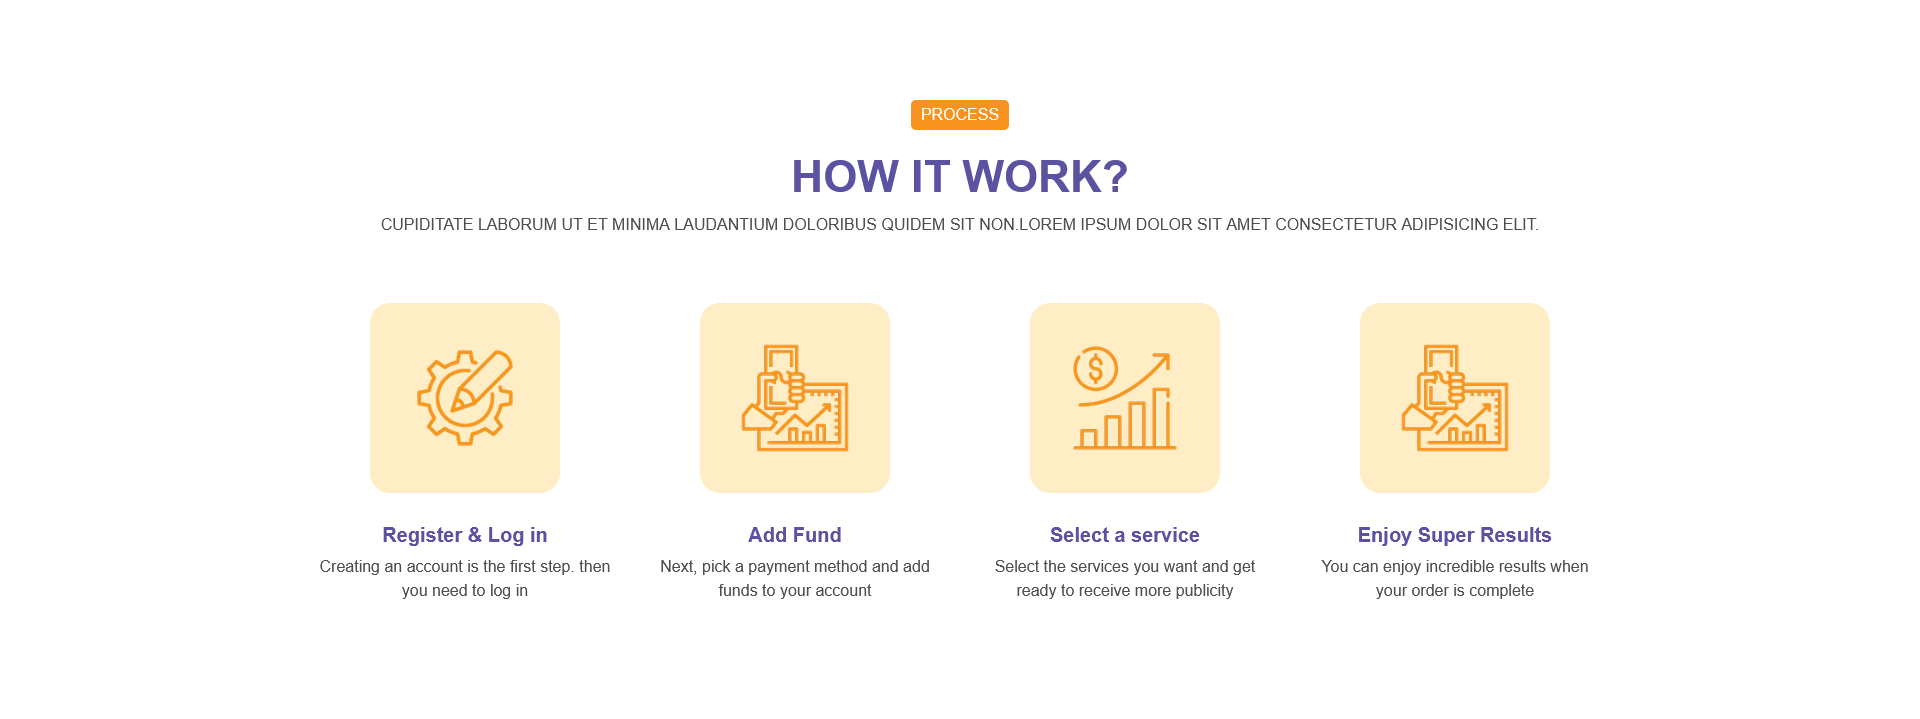 PROCESS
HOW IT WORK?
CUPIDITATE LABORUM UT ET MINIMA LAUDANTIUM DOLORIBUS QUIDEM SIT NON.LOREM IPSUM DOLOR SIT AMET CONSECTETUR ADIPISICING ELIT.
$
Register & Log in
Creating an account is the first step. then
you need to log in
Add Fund
Next, pick a payment method and add
funds to your account
Select a service
Select the services you want and get
ready to receive more publicity
Enjoy Super Results
You can enjoy incredible results when
your order is complete